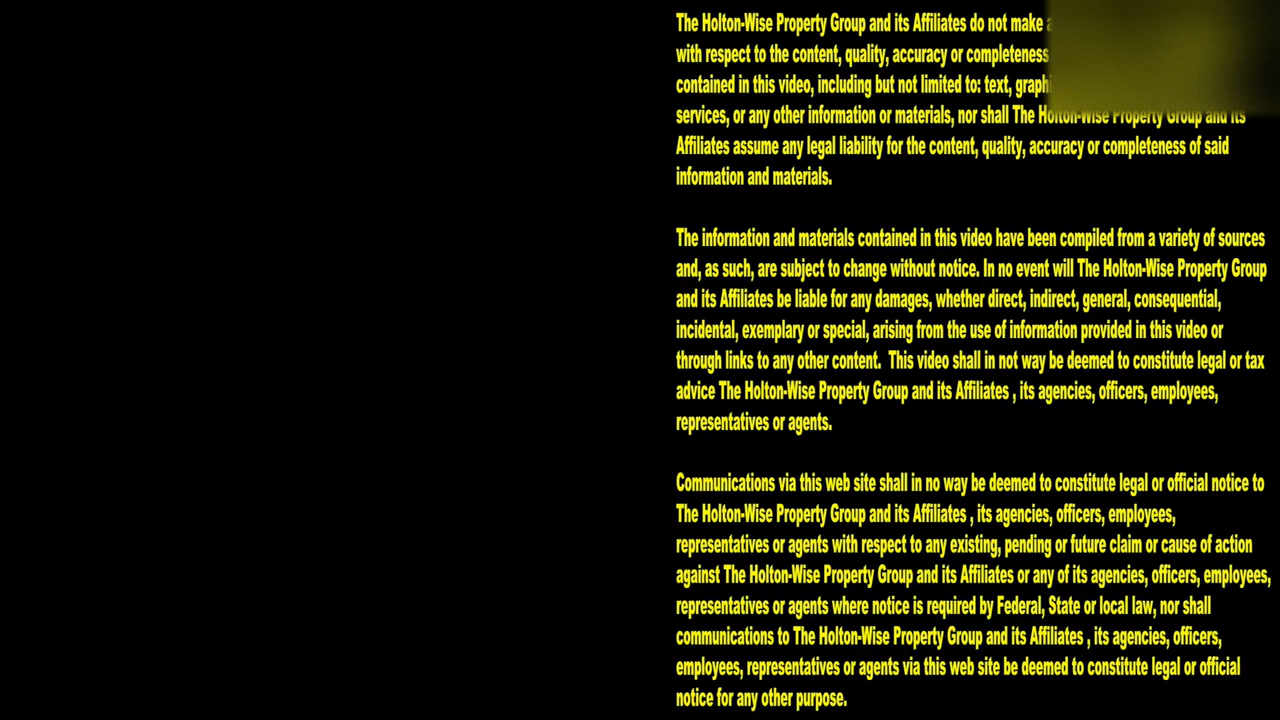 The Holton-Wise Property Group and its Affiliates do not make
with respect to the content, quality, accuracy or completeness
contained in this video, including but not limited to: text,
services, or any other information or materials, nor shall The Holton-Wise Property Group and its
Affiliates assume any legal liability for the content, quality, accuracy or completeness of said
information and materials.
The information and materials contained in this video have been compiled from a variety of sources
and, as such, are subject to change without notice. In no event will The Holton-Wise Property Group
and its Affiliates be liable for any damages, whether direct, indirect, general, consequential,
incidental, exemplary or special, arising from the use of information provided in this video or
through links to any other content. This video shall in not way be deemed to constitute legal or tax
advice The Holton-Wise Property Group and its Affiliates , its agencies, officers, employees,
representatives or agents.
Communications via this web site shall in no way be deemed to constitute legal or official notice to
The Holton-Wise Property Group and its Affiliates , its agencies, officers, employees,
representatives or agents with respect to any existing, pending or future claim or cause of action
against The Holton-Wise Property Group and its Affiliates or any of its agencies, officers, employees,
representatives or agents where notice is required by Federal, State or local law, nor shall
communications to The Holton-Wise Property Group and its Affiliates , its agencies, officers,
employees, representatives or agents via this web site be deemed to constitute legal or official
notice for any other purpose.